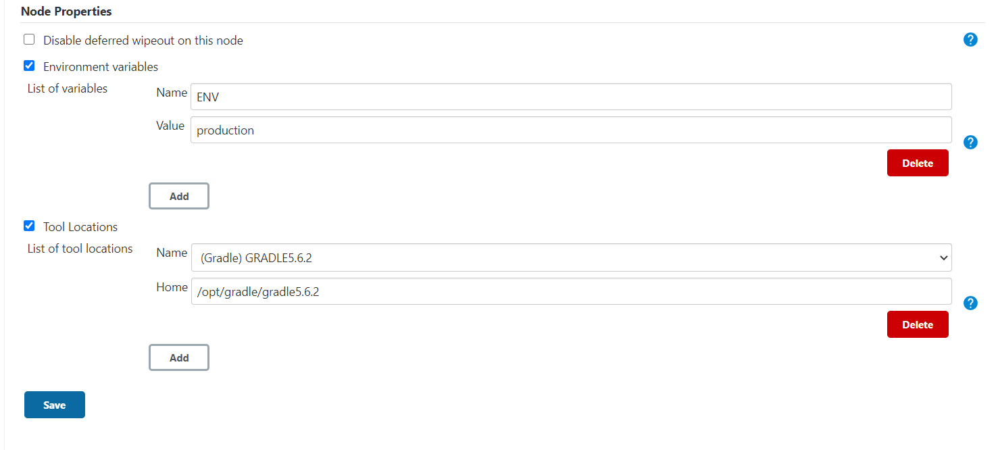 Node Properties
Disable deferred wipeout on this node
?
Environment variables
List of variables
Name
ENV
Value
production
?
Delete
Add
Tool Locations
List of tool locations
Name
(Gradle) GRADLE5.6.2
Home
/opt/gradle/gradle5.6.2
?
Delete
Add
Save